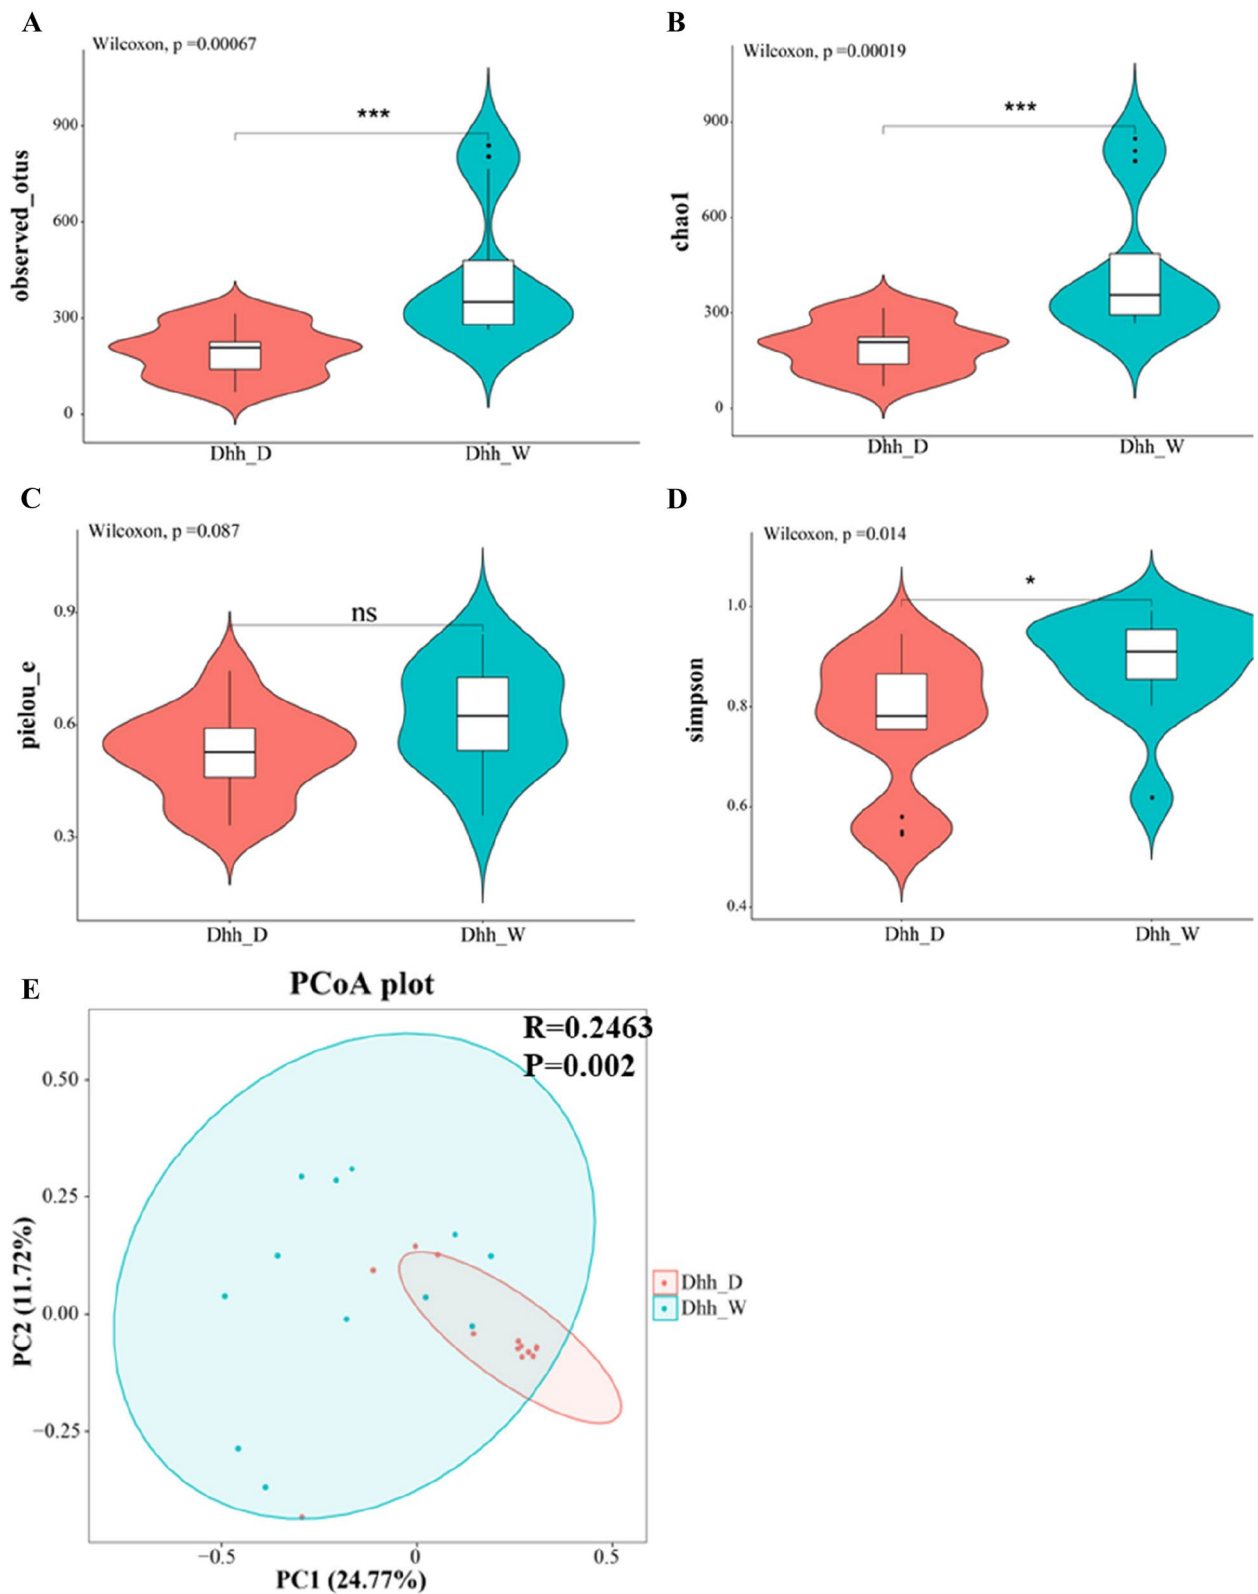 A
Wilcoxon, p =0.00067
***
900
600
300
0
observed_otus
Dhh_D
Dhh_W
B
Wilcoxon, p =0.00019
***
900
600
300
0
chao1
Dhh_D
Dhh_W
C
Wilcoxon, p =0.087
ns
0.9
0.6
0.3
pielou_e
Dhh_D
Dhh_W
D
Wilcoxon, p =0.014
*
1.0
0.8
0.6
0.4
simpson
Dhh_D
Dhh_W
E
PCoA plot
R=0.2463
P=0.002
0.50
0.25
0.00
−0.25
PC2 (11.72%)
−0.5
0
0.5
PC1 (24.77%)
Dhh_D
Dhh_W